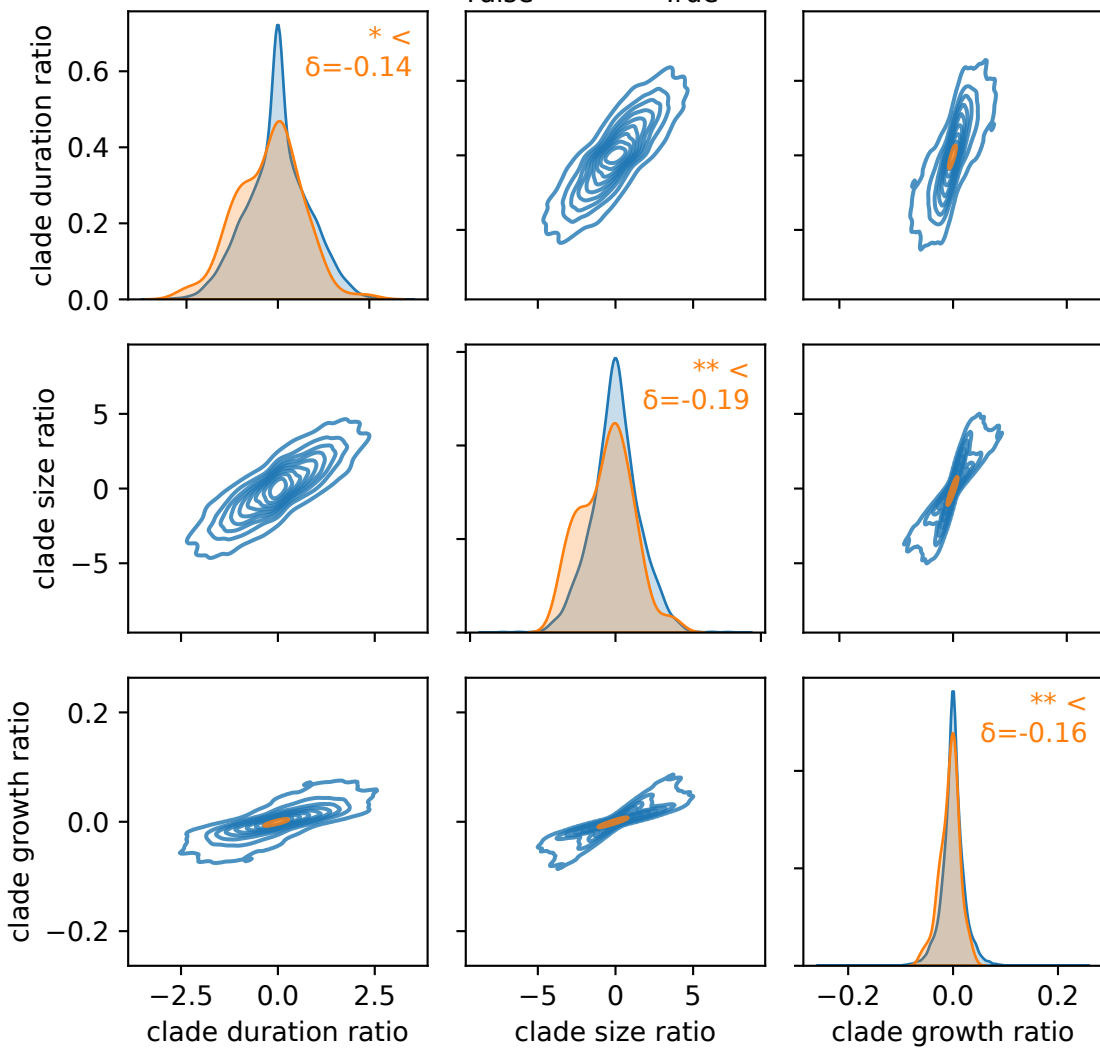 True
clade duration ratio
0.6
0.4
0.2
0.0
* <
δ=-0.14
clade size ratio
5
0
−5
** <
δ=-0.19
clade growth ratio
0.2
0.0
−0.2
** <
δ=-0.16
−2.5 0.0 2.5
−5 0 5
−0.2 0.0 0.2
clade duration ratio
clade size ratio
clade growth ratio